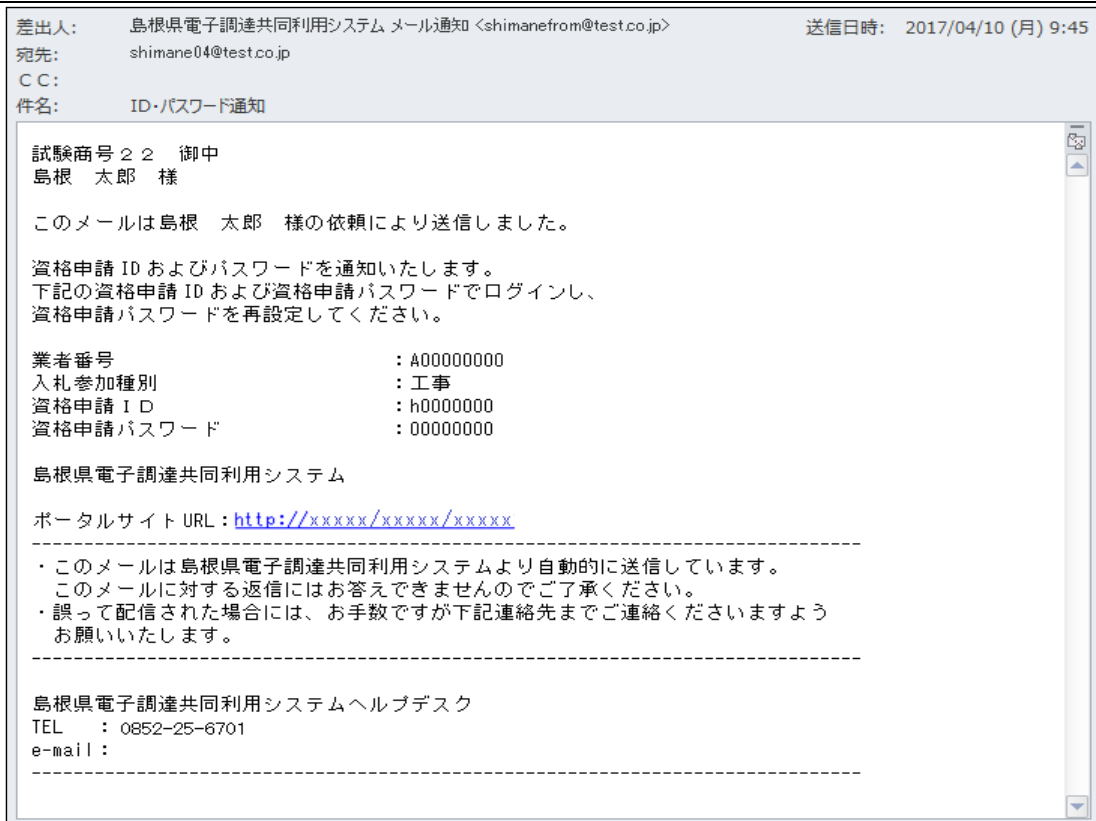 差出人: 島根県電子調達共同利用システム メール通知 <shimanefrom@test.co.jp> 送信日時: 2017/04/10 (月) 9:45
宛先: shimane04@test.co.jp
CC:
件名: ID・パスワード通知
試験商号２２　御中
島根　太郎　様
このメールは島根　太郎　様の依頼により送信しました。
資格申請 ID およびパスワードを通知いたします。
下記の資格申請 ID および資格申請パスワードでログインし、
資格申請パスワードを再設定してください。
業者番号 : A00000000
入札参加種別 : 工事
資格申請ＩＤ : h0000000
資格申請パスワード : 00000000
島根県電子調達共同利用システム
ポータルサイト URL : http://xxxxx/xxxxx/xxxxx
--------------------------------------------------------------------------------
・このメールは島根県電子調達共同利用システムより自動的に送信しています。
このメールに対する返信にはお答えできませんのでご了承ください。
・誤って配信された場合には、お手数ですが下記連絡先までご連絡くださいますよう
お願いいたします。
--------------------------------------------------------------------------------
島根県電子調達共同利用システムヘルプデスク
TEL : 0852-25-6701
e-mail :
--------------------------------------------------------------------------------